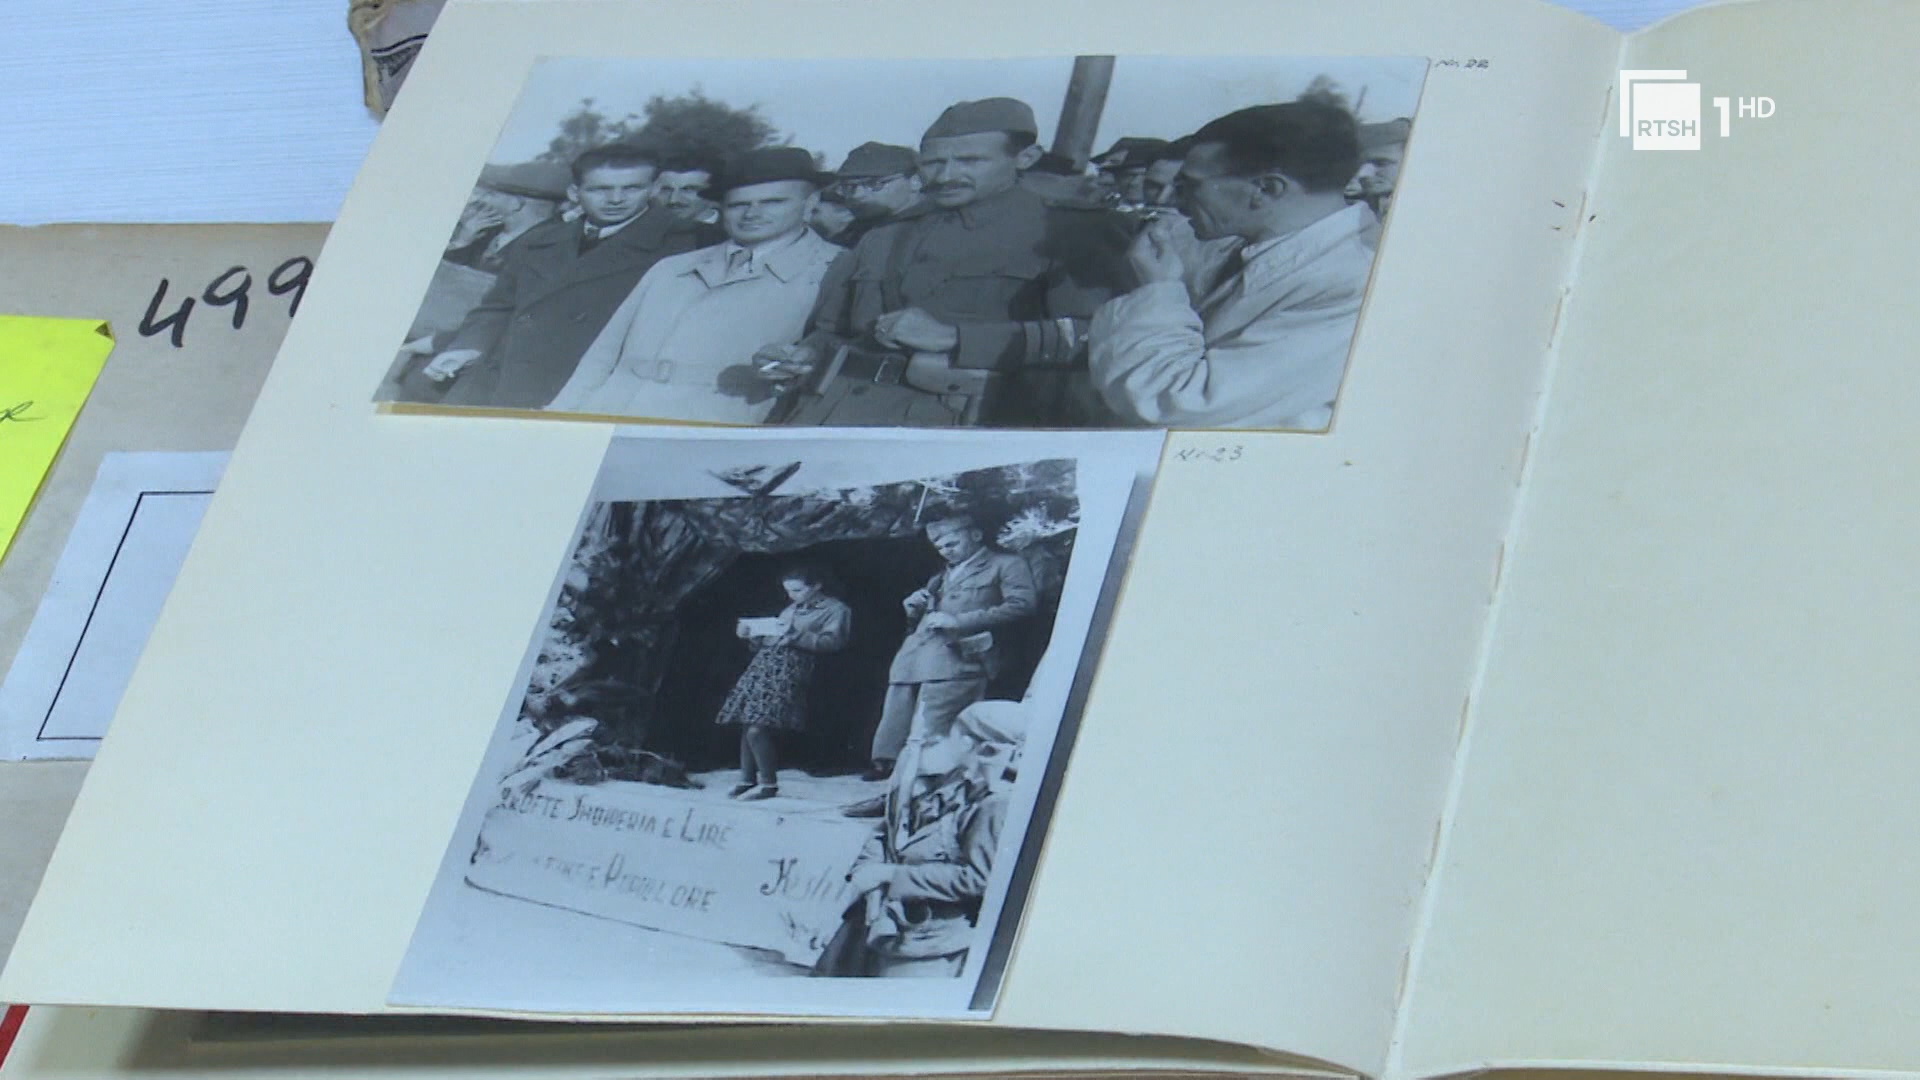 Nr 22
RTSH 1 HD
499
Nr 23
RROFTE SHQIPERIA E LIRE
E POPULLORE